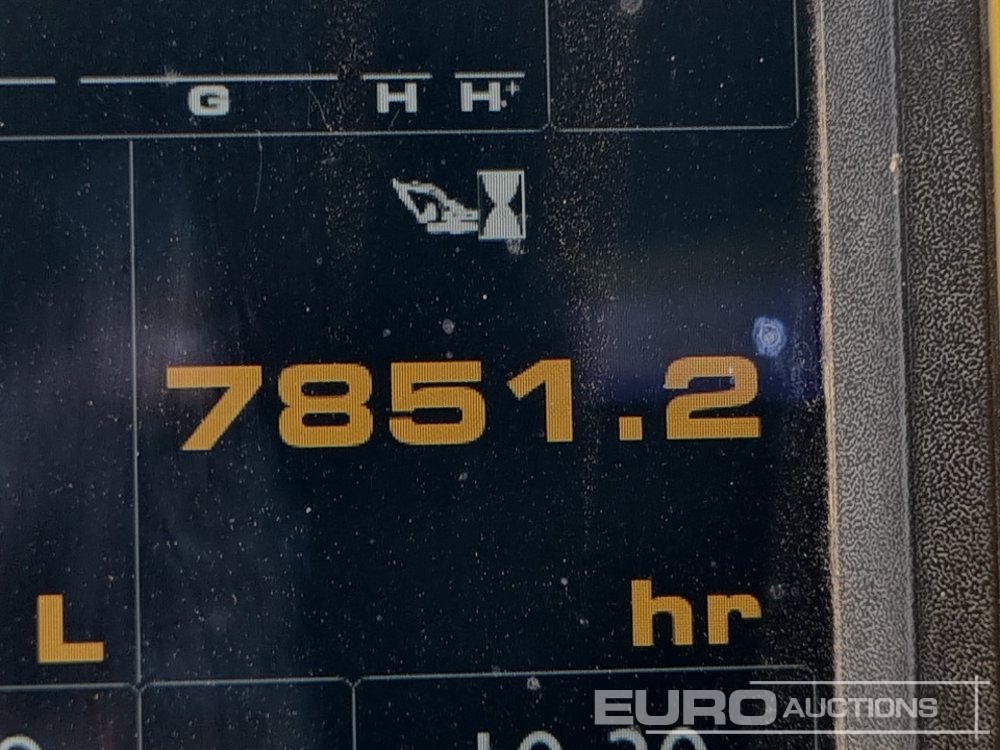 G H H+
7851.2
L hr
EURO AUCTIONS